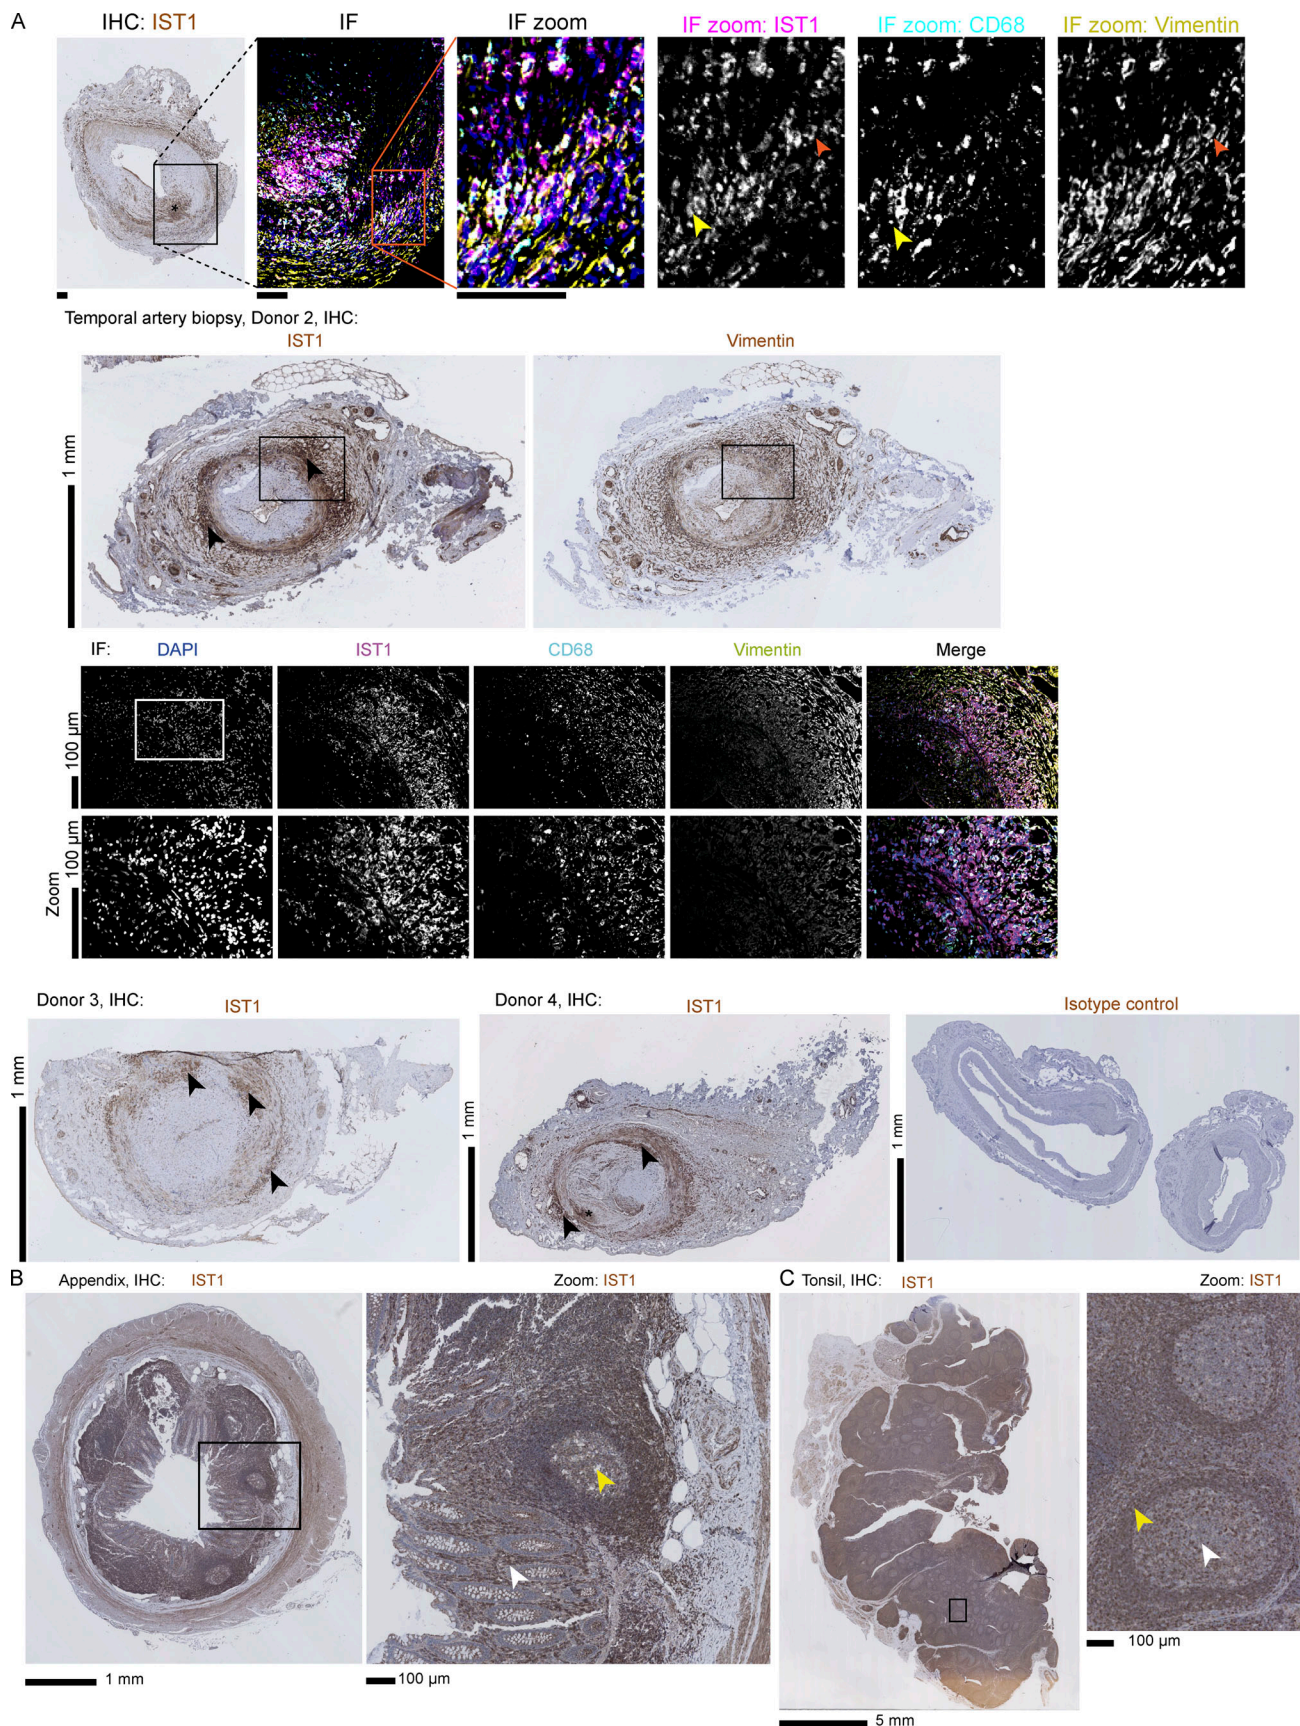 A
IHC: IST1
IF
IF zoom
IF zoom: IST1
IF zoom: CD68
IF zoom: Vimentin
*
Temporal artery biopsy, Donor 2, IHC:
IST1
Vimentin
1 mm
IF:
DAPI
IST1
CD68
Vimentin
Merge
100 µm
Zoom
100 µm
Donor 3, IHC:
IST1
Donor 4, IHC:
IST1
Isotype control
1 mm
1 mm
*
1 mm
B
Appendix, IHC:
IST1
Zoom: IST1
C
Tonsil, IHC:
IST1
Zoom: IST1
1 mm
100 µm
5 mm
100 µm